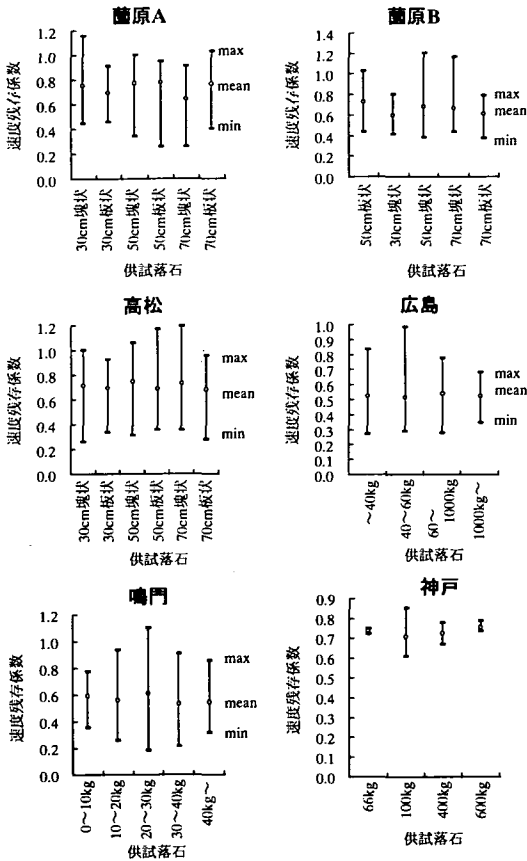 薗原A
速度残存係数
1.2
1.0
0.8
0.6
0.4
0.2
0.0
max
mean
min
30cm塊状
30cm板状
50cm塊状
50cm板状
70cm塊状
70cm板状
供試落石
薗原B
速度残存係数
1.4
1.2
1.0
0.8
0.6
0.4
0.2
0.0
max
mean
min
50cm板状
30cm塊状
50cm塊状
70cm塊状
70cm板状
供試落石
高松
速度残存係数
1.2
1.0
0.8
0.6
0.4
0.2
0.0
max
mean
min
30cm塊状
30cm板状
50cm塊状
50cm板状
70cm塊状
70cm板状
供試落石
広島
速度残存係数
1.0
0.9
0.8
0.7
0.6
0.5
0.4
0.3
0.2
0.1
0.0
max
mean
min
～40kg
40～60kg
60～
1000kg
1000kg～
供試落石
鳴門
速度残存係数
1.2
1.0
0.8
0.6
0.4
0.2
0.0
max
mean
min
0～10kg
10～20kg
20～30kg
30～40kg
40kg～
供試落石
神戸
速度残存係数
0.9
0.8
0.7
0.6
0.5
0.4
0.3
0.2
0.1
0.0
66kg
100kg
400kg
600kg
供試落石